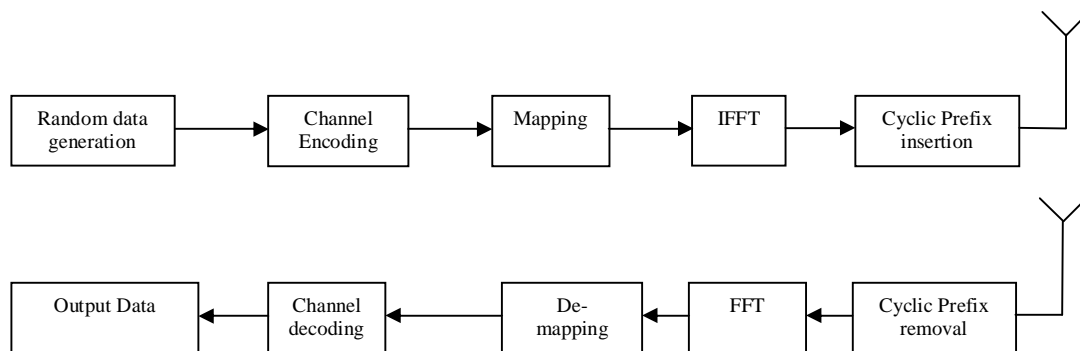 Random data
generation
Channel
Encoding
Mapping
IFFT
Cyclic Prefix
insertion
Output Data
Channel
decoding
De-
mapping
FFT
Cyclic Prefix
removal